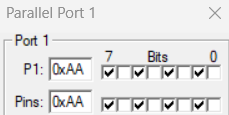 Parallel Port 1
Port 1
7 Bits 0
P1: 0xAA
Pins: 0xAA